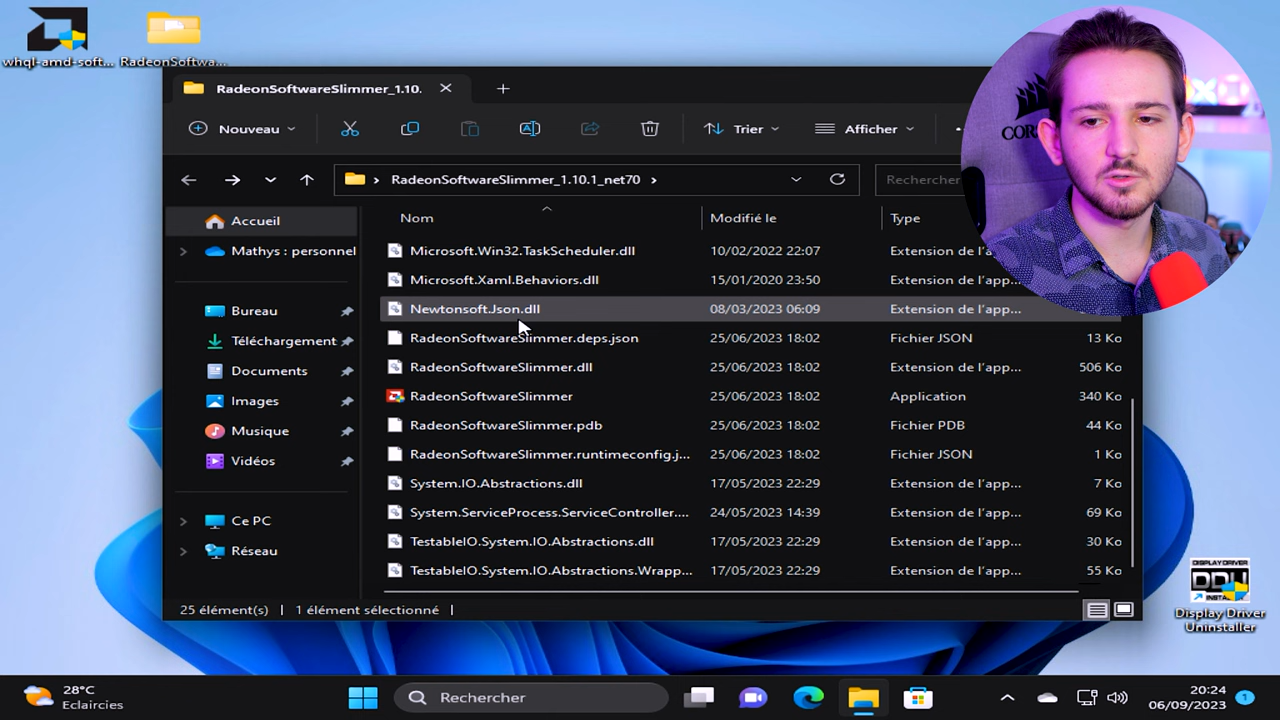 whql-amd-soft...
RadeonSoftwa...
RadeonSoftwareSlimmer_1.10.
Nouveau
Trier
Afficher
RadeonSoftwareSlimmer_1.10.1_net70
Rechercher
Accueil
Mathys : personnel
Bureau
Téléchargement
Documents
Images
Musique
Vidéos
Ce PC
Réseau
Nom Modifié le Type
Microsoft.Win32.TaskScheduler.dll 10/02/2022 22:07 Extension de l'a
Microsoft.Xaml.Behaviors.dll 15/01/2020 23:50 Extension de l'a
Newtonsoft.Json.dll 08/03/2023 06:09 Extension de l'app...
RadeonSoftwareSlimmer.deps.json 25/06/2023 18:02 Fichier JSON 13 Ko
RadeonSoftwareSlimmer.dll 25/06/2023 18:02 Extension de l'app... 506 Ko
RadeonSoftwareSlimmer 25/06/2023 18:02 Application 340 Ko
RadeonSoftwareSlimmer.pdb 25/06/2023 18:02 Fichier PDB 44 Ko
RadeonSoftwareSlimmer.runtimeconfig.j... 25/06/2023 18:02 Fichier JSON 1 Ko
System.IO.Abstractions.dll 17/05/2023 22:29 Extension de l'app... 7 Ko
System.ServiceProcess.ServiceController.... 24/05/2023 14:39 Extension de l'app... 69 Ko
TestableIO.System.IO.Abstractions.dll 17/05/2023 22:29 Extension de l'app... 30 Ko
TestableIO.System.IO.Abstractions.Wrapp... 17/05/2023 22:29 Extension de l'app... 55 Ko
25 élément(s) 1 élément sélectionné
DISPLAY DRIVER
DDU
Display Driver
Uninstaller
28°C
Eclaircies
Rechercher
20:24
06/09/2023
1